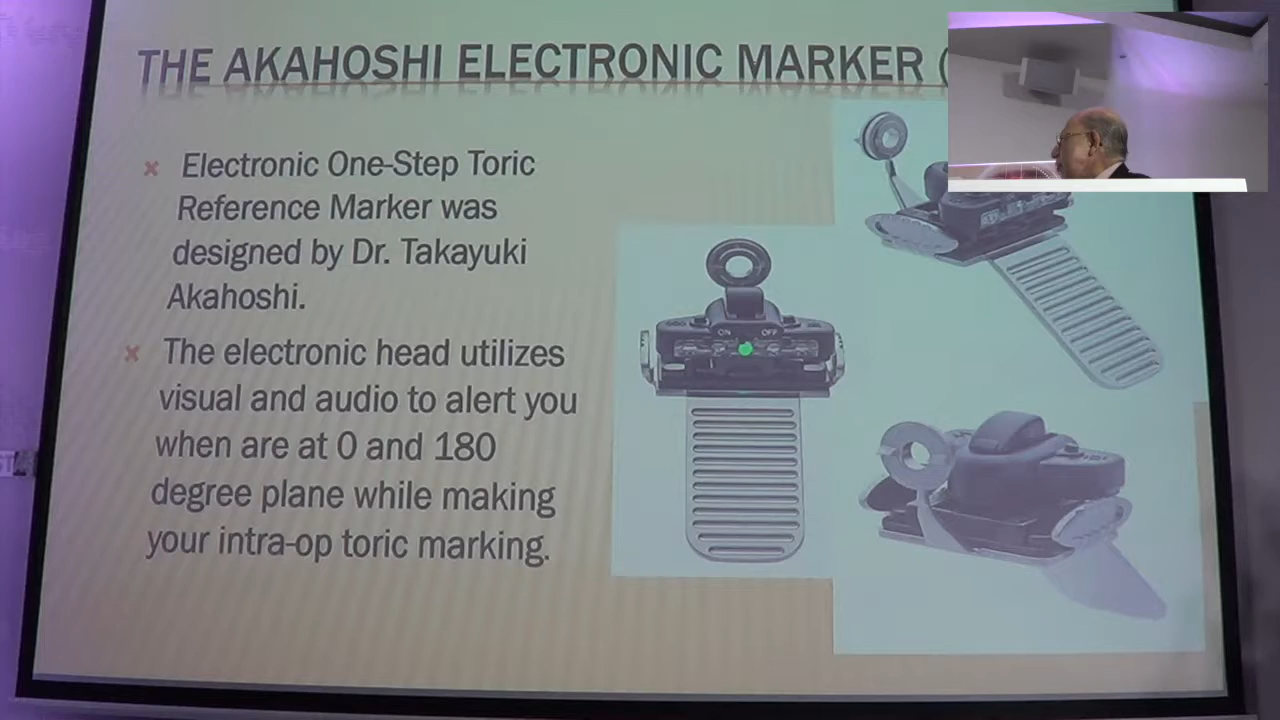 THE AKAHOSHI ELECTRONIC MARKER (
Electronic One-Step Toric
Reference Marker was
designed by Dr. Takayuki
Akahoshi.
The electronic head utilizes
visual and audio to alert you
when are at 0 and 180
degree plane while making
your intra-op toric marking.
ON OFF